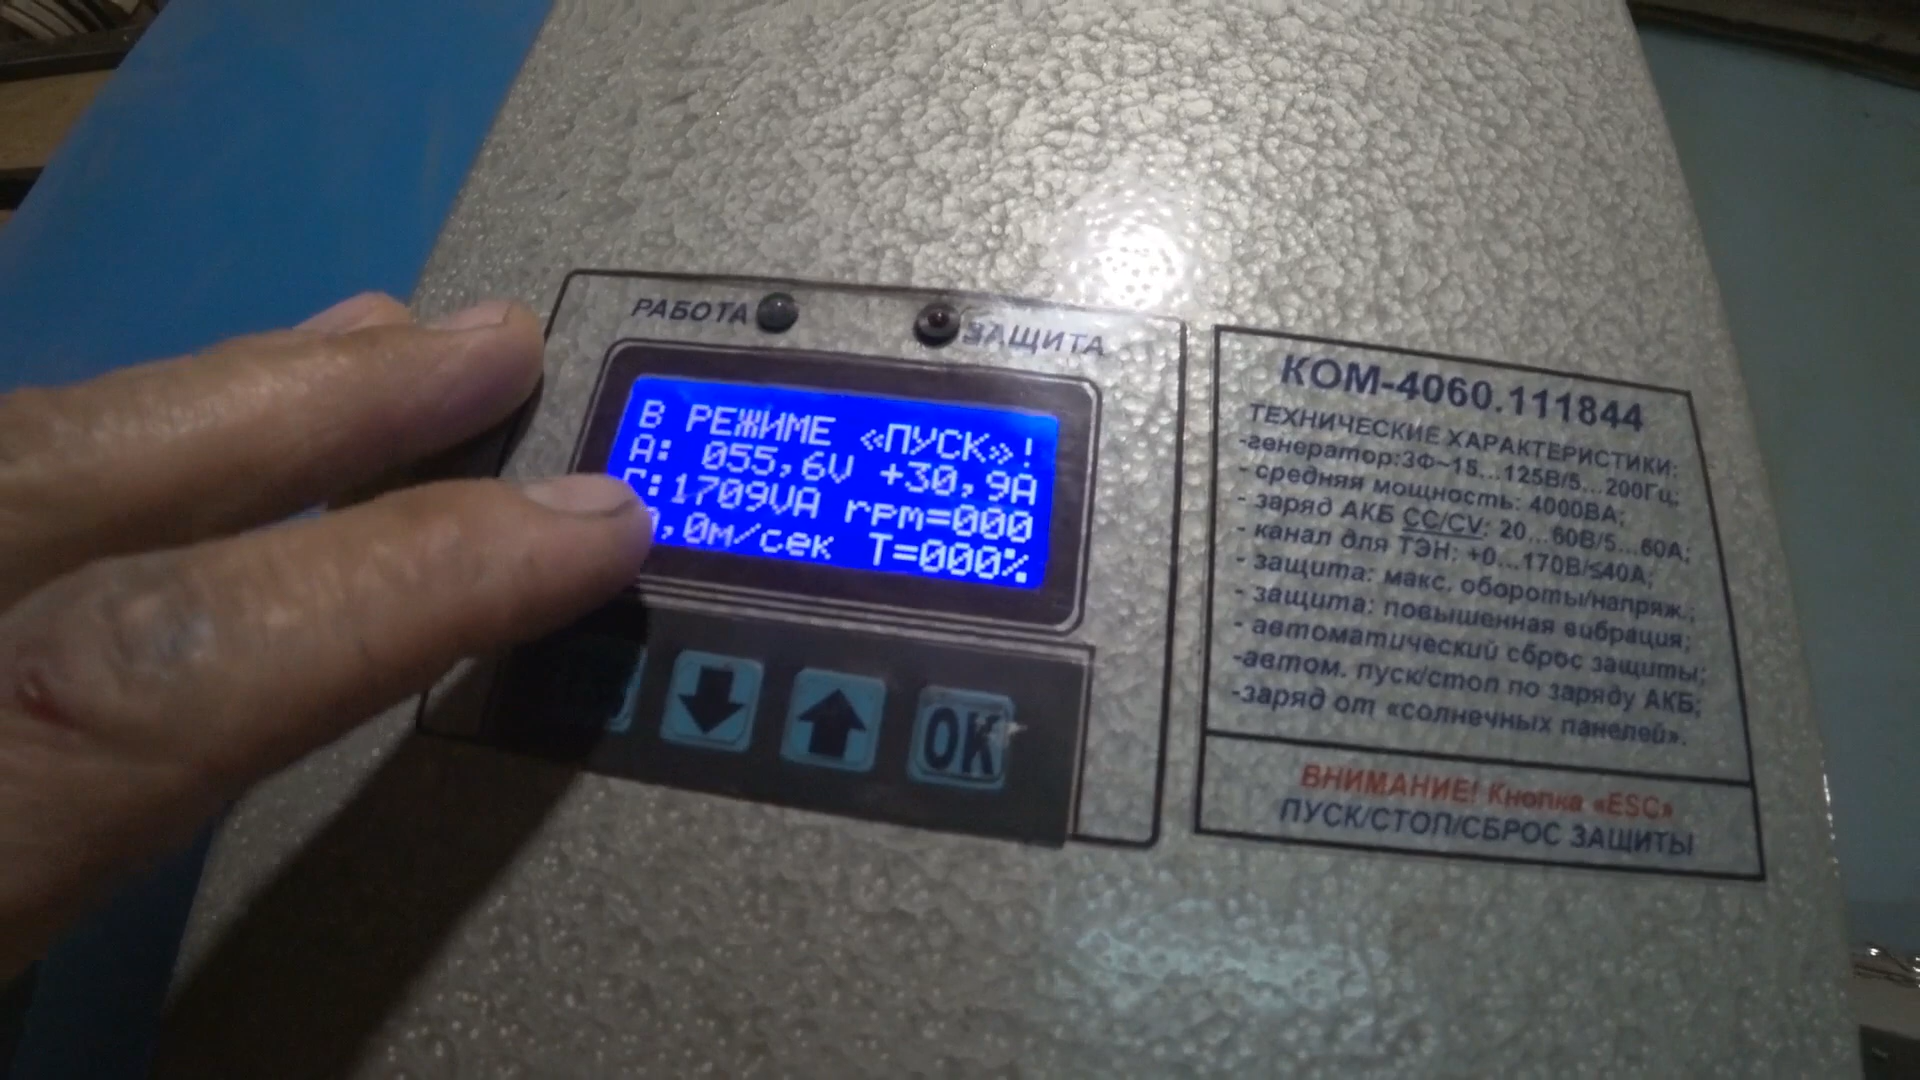 РАБОТА
ЗАЩИТА
В РЕЖИМЕ «ПУСК»!
А: 055,6V +30,9А
Г:1709VA rpm=000
0,0м/сек Т=000%
OK
КОМ-4060.111844
ТЕХНИЧЕСКИЕ ХАРАКТЕРИСТИКИ:
-генератор:3Ф~15...125В/5...200Гц;
- средняя мощность: 4000ВА;
- заряд АКБ CC/CV: 20...60В/5...60А;
- канал для ТЭН: +0...170В/≤40А;
- защита: макс. обороты/напряж.;
- защита: повышенная вибрация;
- автоматический сброс защиты;
-автом. пуск/стоп по заряду АКБ;
-заряд от «солнечных панелей».
ВНИМАНИЕ! Кнопка «ESC»
ПУСК/СТОП/СБРОС ЗАЩИТЫ